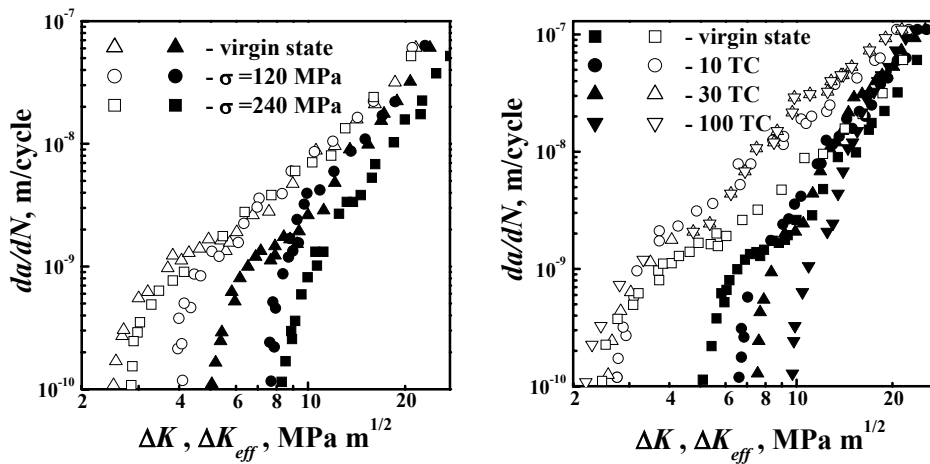 10⁻⁷
10⁻⁸
10⁻⁹
10⁻¹⁰
da/dN, m/cycle
- virgin state
- σ =120 MPa
- σ =240 MPa
2 4 6 8 10 20
ΔK , ΔK_eff , MPa m^1/2
10⁻⁷
10⁻⁸
10⁻⁹
10⁻¹⁰
da/dN, m/cycle
- virgin state
- 10 TC
- 30 TC
- 100 TC
2 4 6 8 10 20
ΔK, ΔK_eff , MPa m^1/2